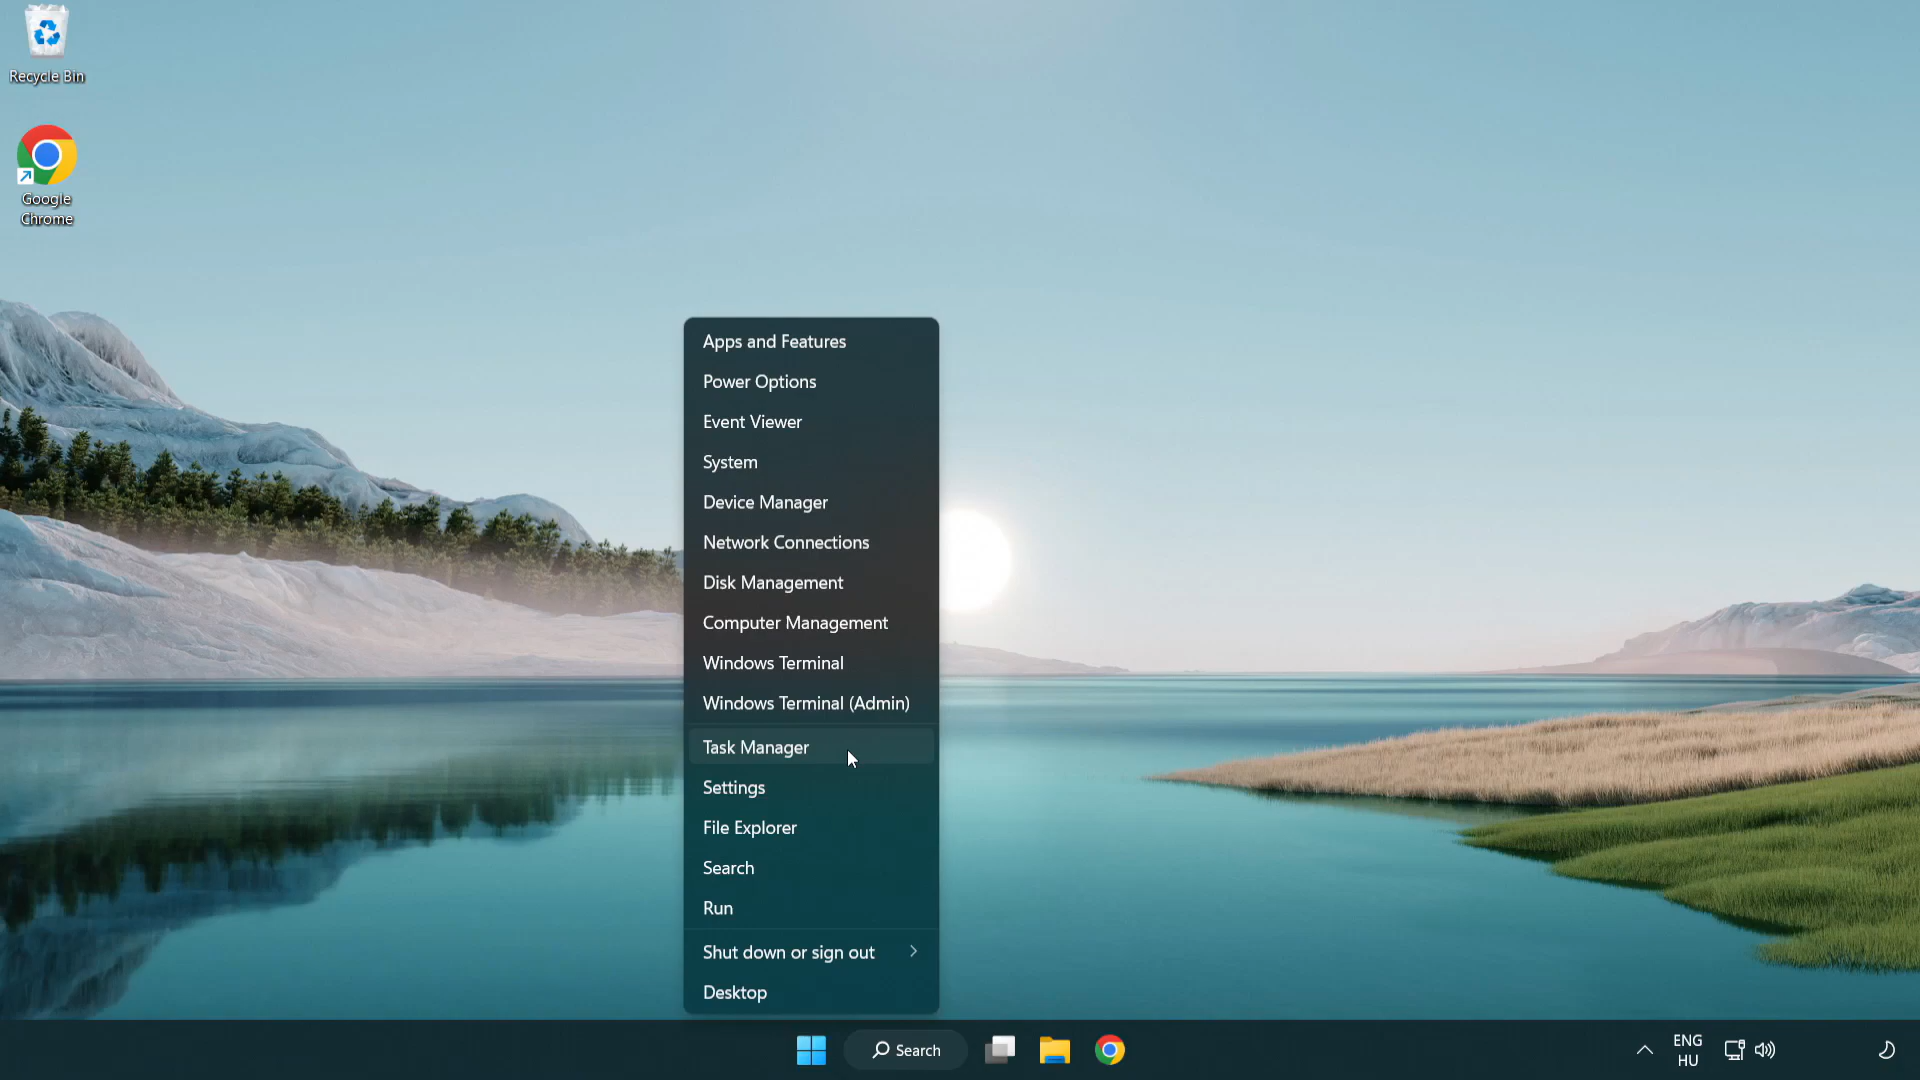 Recycle Bin
Google
Chrome
Apps and Features
Power Options
Event Viewer
System
Device Manager
Network Connections
Disk Management
Computer Management
Windows Terminal
Windows Terminal (Admin)
Task Manager
Settings
File Explorer
Search
Run
Shut down or sign out
Desktop
Search
ENG
HU